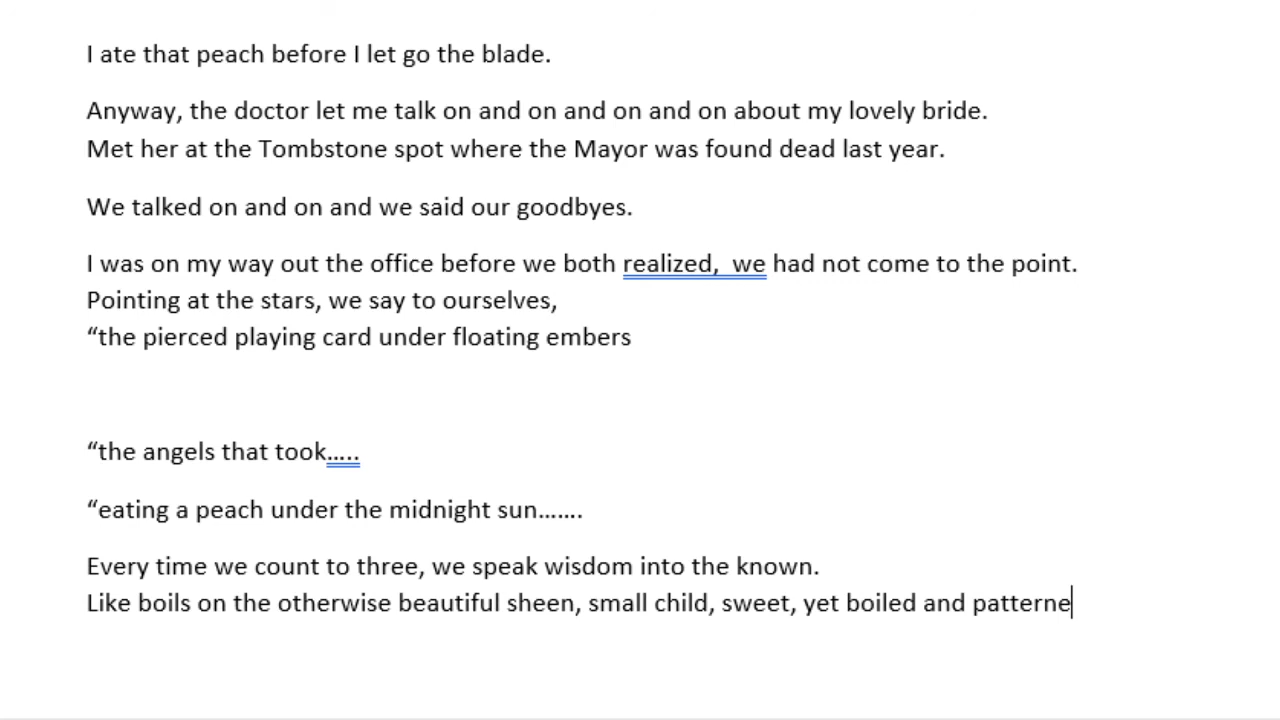 I ate that peach before I let go the blade.
Anyway, the doctor let me talk on and on and on and on about my lovely bride.
Met her at the Tombstone spot where the Mayor was found dead last year.
We talked on and on and we said our goodbyes.
I was on my way out the office before we both realized,  we had not come to the point.
Pointing at the stars, we say to ourselves,
“the pierced playing card under floating embers
“the angels that took…..
“eating a peach under the midnight sun…….
Every time we count to three, we speak wisdom into the known.
Like boils on the otherwise beautiful sheen, small child, sweet, yet boiled and patterne